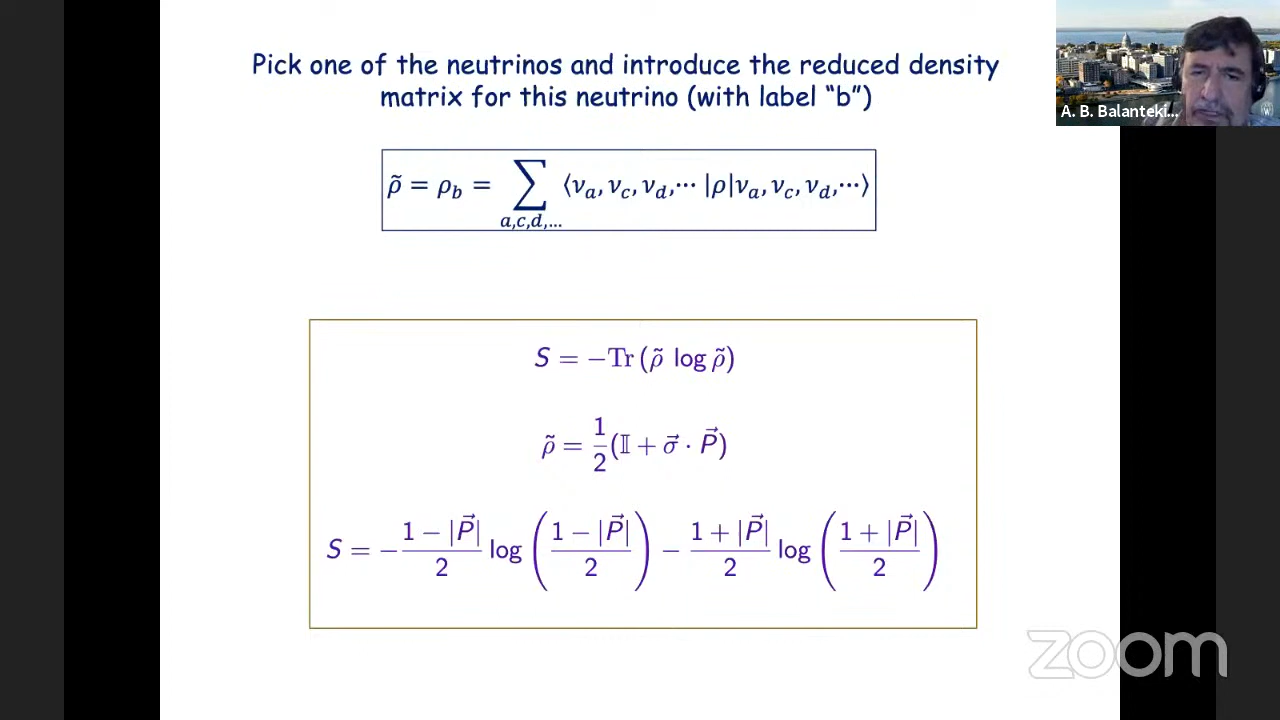 Pick one of the neutrinos and introduce the reduced density
matrix for this neutrino (with label “b”)
ρ̃ = ρ_b = ∑_{a,c,d,...} ⟨ν_a, ν_c, ν_d,⋯ |ρ|ν_a, ν_c, ν_d,⋯⟩
S = −Tr (ρ̃ log ρ̃)
ρ̃ = 1/2 (𝕀 + σ⃗ · P⃗)
S = − (1 − |P⃗|)/2 log ((1 − |P⃗|)/2) − (1 + |P⃗|)/2 log ((1 + |P⃗|)/2)
A. B. Balanteki...
zoom